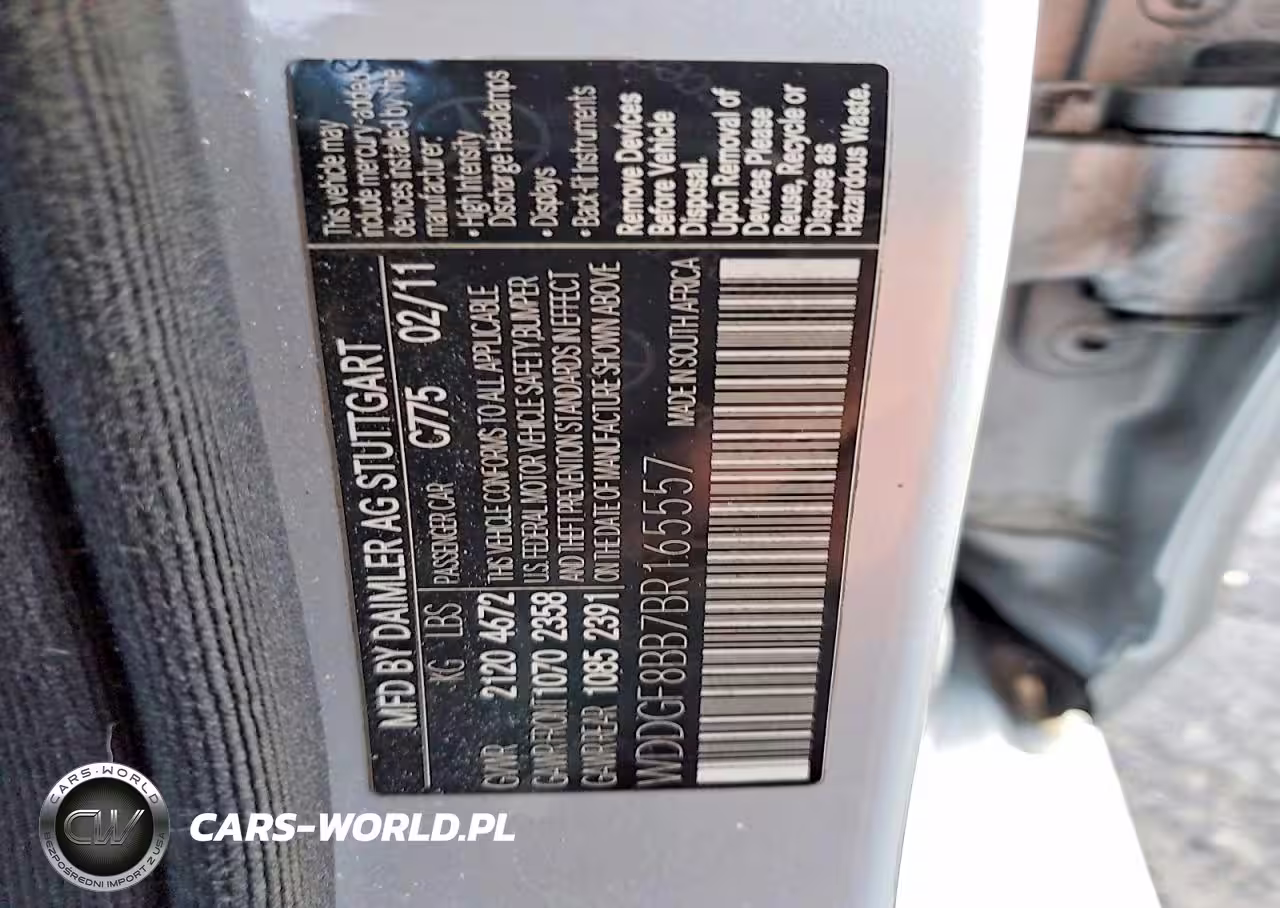 MFD BY DAIMLER AG STUTTGART
KG LBS PASSENGER CAR C775 02/11
GVWR 2120 4672 THIS VEHICLE CONFORMS TO ALL APPLICABLE
U.S. FEDERAL MOTOR VEHICLE SAFETY, BUMPER
GAWR FRONT 1070 2358 AND THEFT PREVENTION STANDARDS IN EFFECT
GAWR REAR 1085 2391 ON THE DATE OF MANUFACTURE SHOWN ABOVE
WDDGF8BB7BR165557 MADE IN SOUTH AFRICA
This vehicle may
include mercury-added
devices installed by the
manufacturer:
• High Intensity
Discharge Headlamps
• Displays
• Back-lit Instruments
Remove Devices
Before Vehicle
Disposal.
Upon Removal of
Devices Please
Reuse, Recycle or
Dispose as
Hazardous Waste.
CARS-WORLD
CW
BEZPOŚREDNI IMPORT Z USA
CARS-WORLD.PL